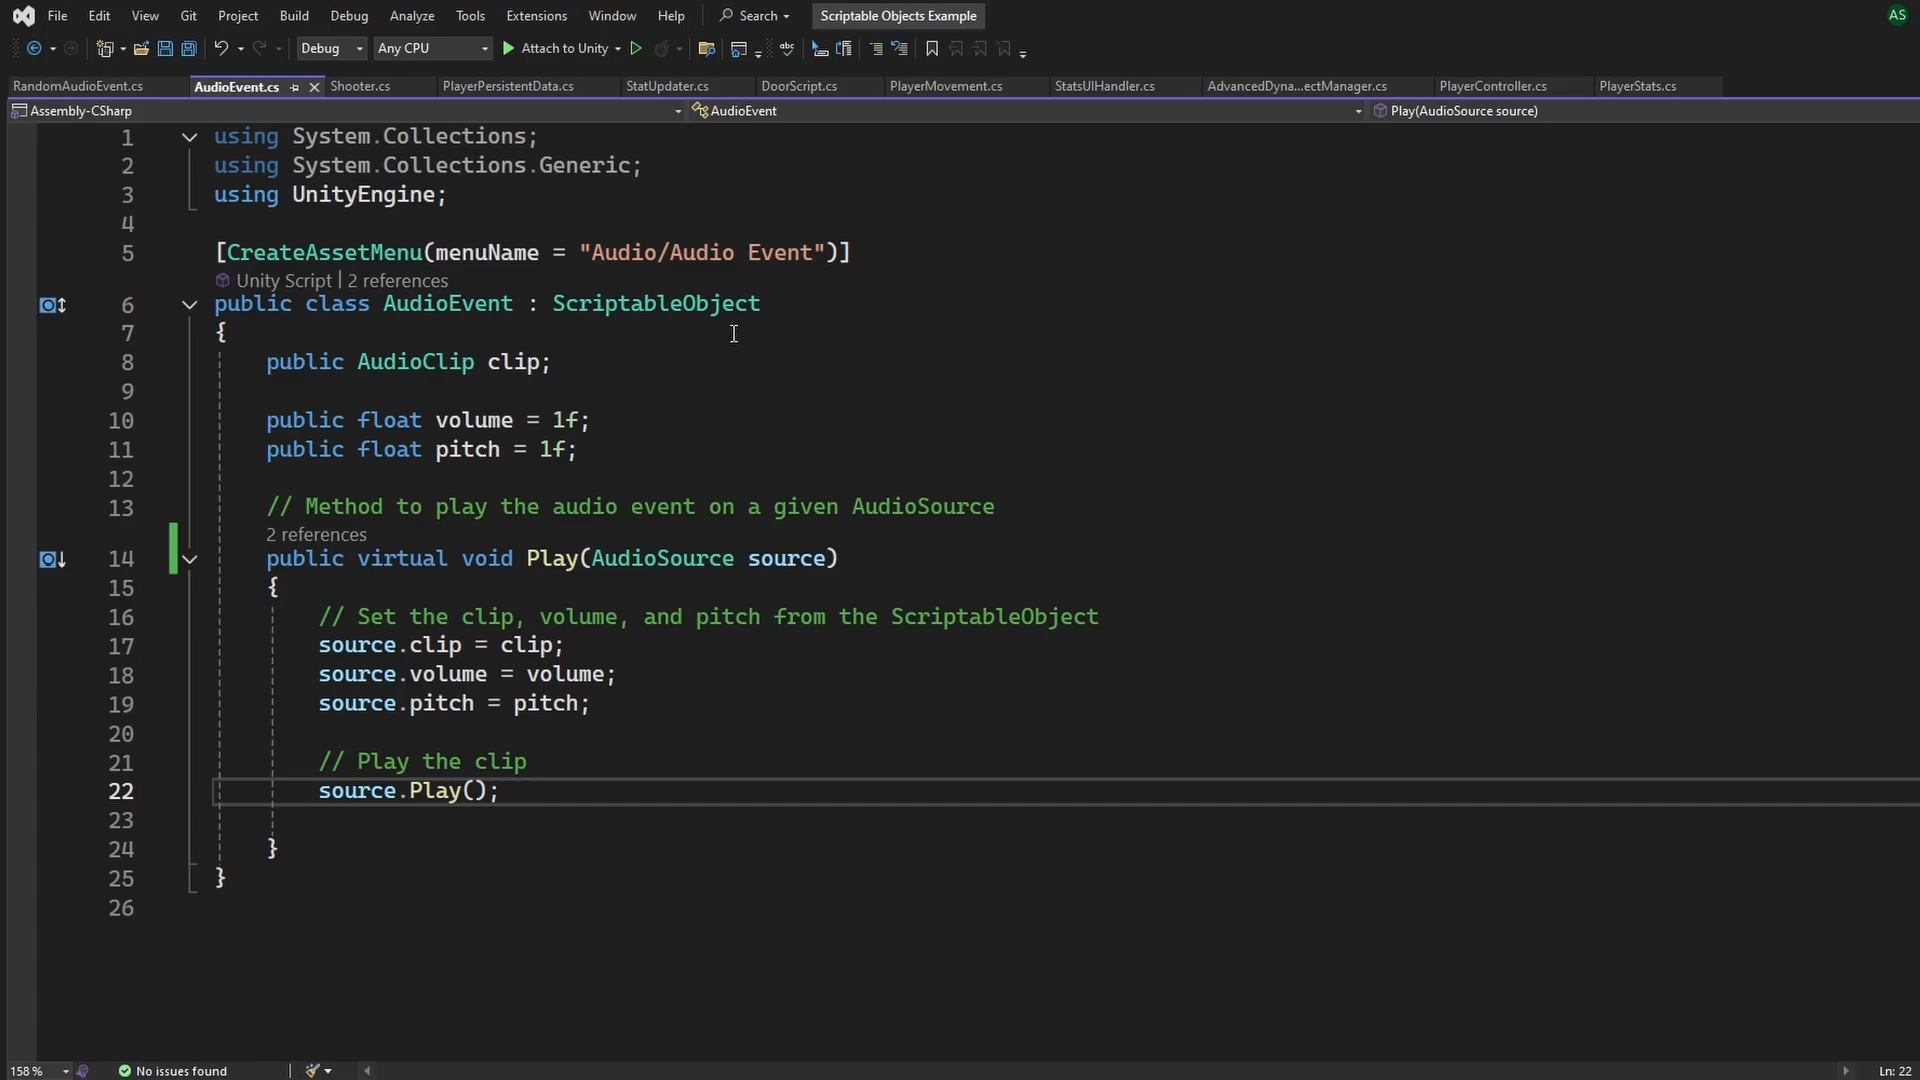 File Edit View Git Project Build Debug Analyze Tools Extensions Window Help Search Scriptable Objects Example AS
Debug Any CPU Attach to Unity
RandomAudioEvent.cs AudioEvent.cs Shooter.cs PlayerPersistentData.cs StatUpdater.cs DoorScript.cs PlayerMovement.cs StatsUIHandler.cs AdvancedDyna...ectManager.cs PlayerController.cs PlayerStats.cs
Assembly-CSharp AudioEvent Play(AudioSource source)
1 using System.Collections;
2 using System.Collections.Generic;
3 using UnityEngine;
4
5 [CreateAssetMenu(menuName = "Audio/Audio Event")]
Unity Script | 2 references
6 public class AudioEvent : ScriptableObject
7 {
8 public AudioClip clip;
9
10 public float volume = 1f;
11 public float pitch = 1f;
12
13 // Method to play the audio event on a given AudioSource
2 references
14 public virtual void Play(AudioSource source)
15 {
16 // Set the clip, volume, and pitch from the ScriptableObject
17 source.clip = clip;
18 source.volume = volume;
19 source.pitch = pitch;
20
21 // Play the clip
22 source.Play();
23
24 }
25 }
26
158 % No issues found Ln: 22